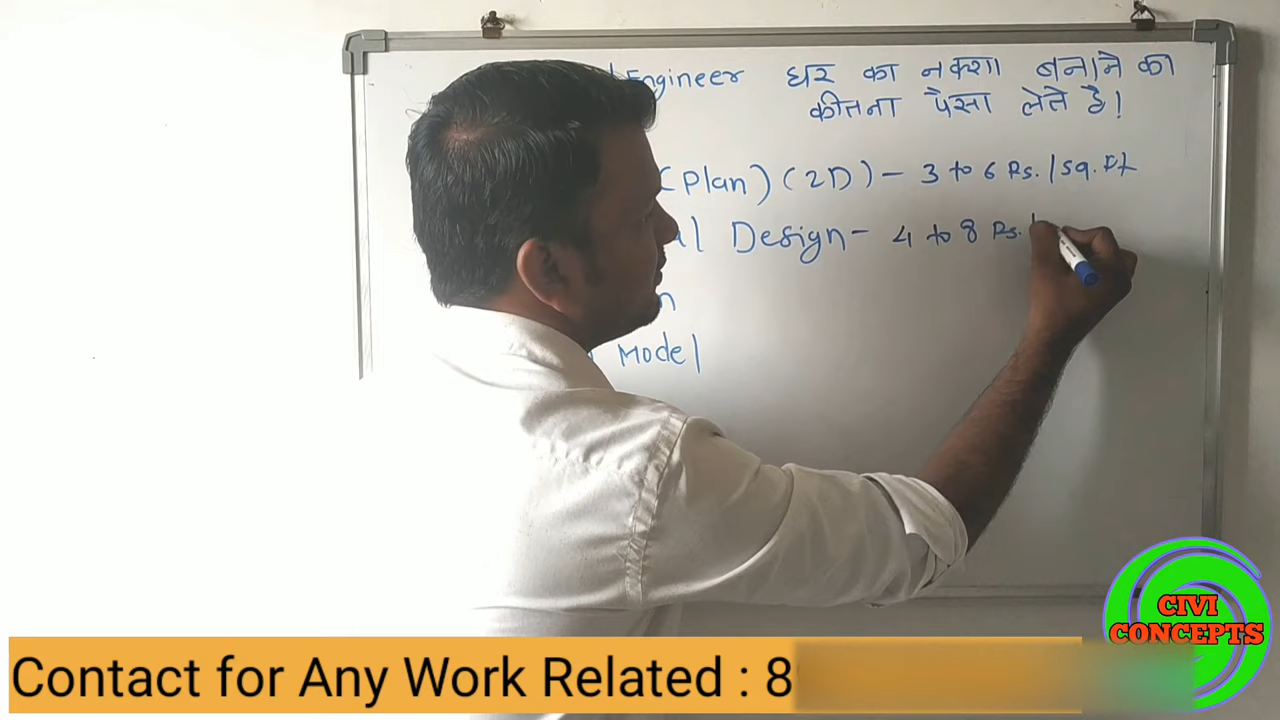 Engineer घर का नक्शा बनाने का
कीतना पैसा लेते है।
(Plan) (2D) - 3 to 6 Rs. / sq. Ft
Design - 4 to 8 Rs. /
Model
CIVI
CONCEPTS
Contact for Any Work Related : 8